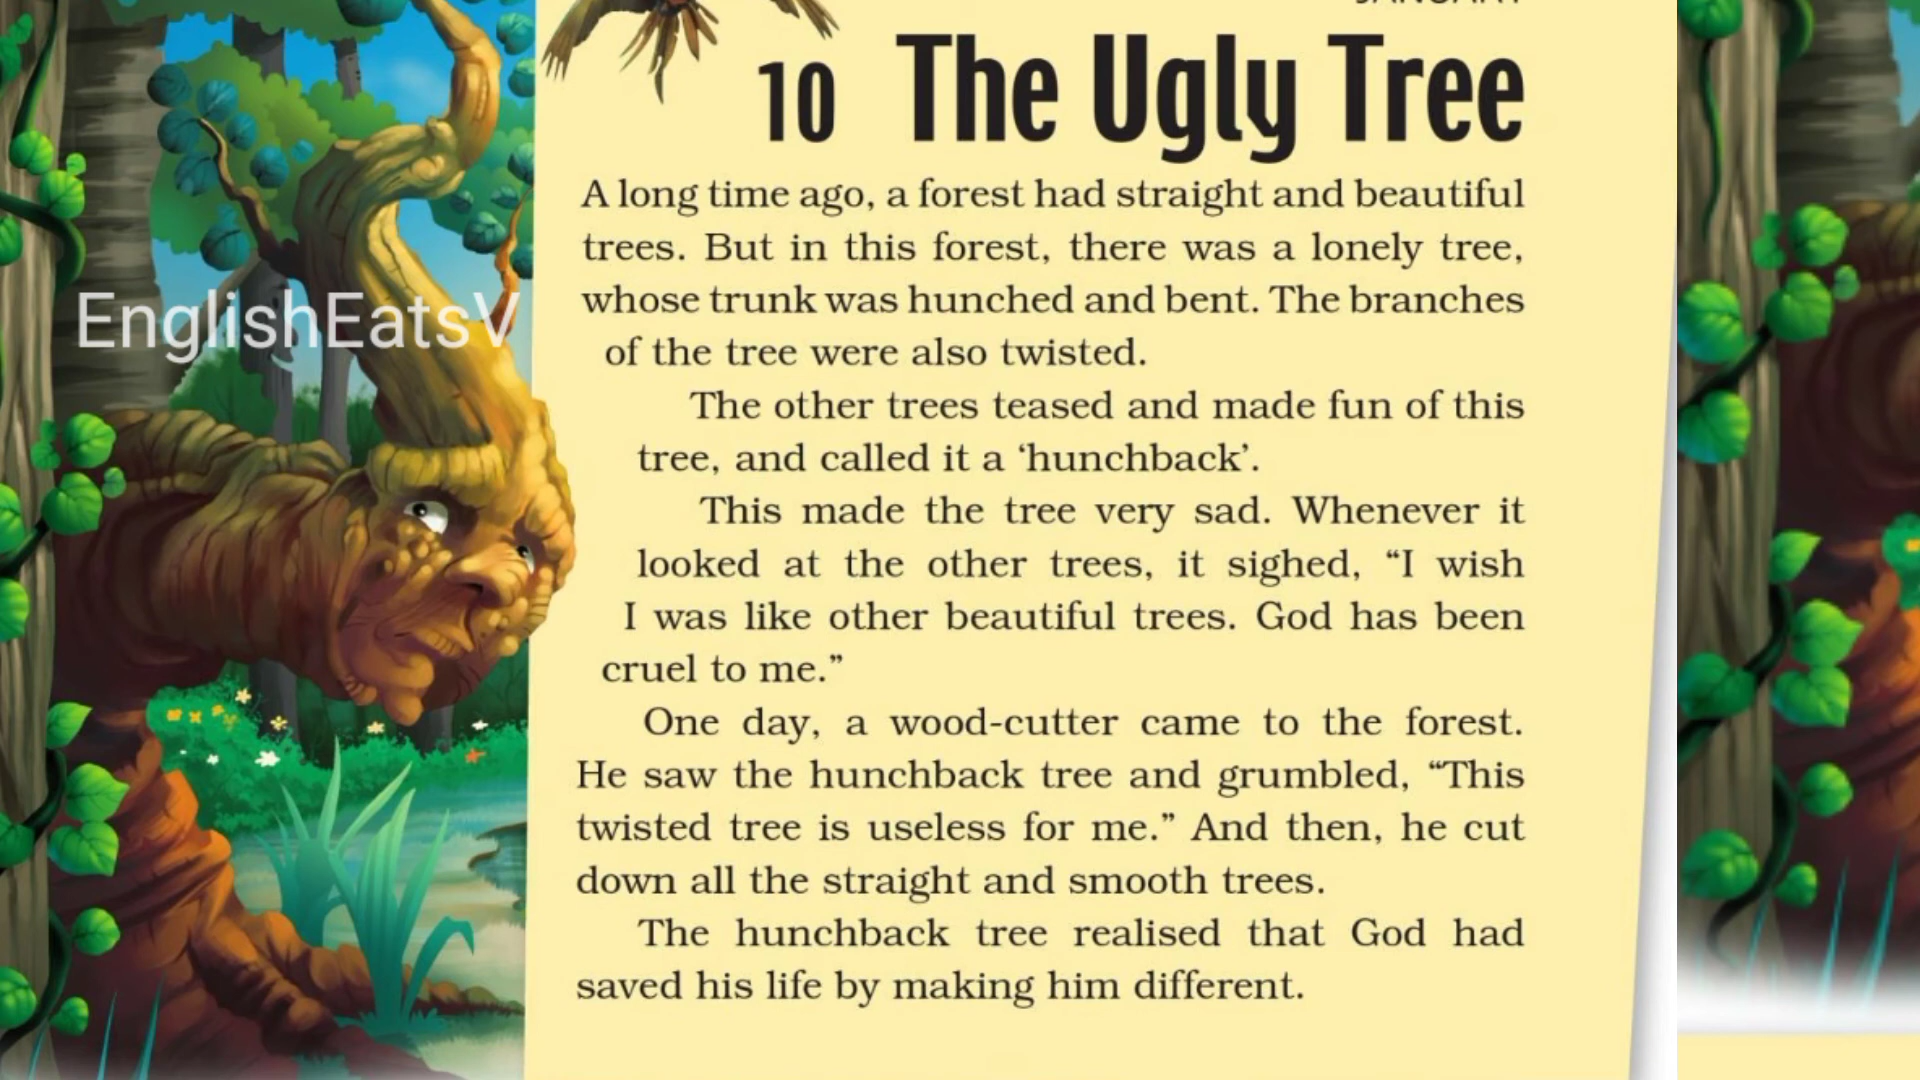 JANUARY
10 The Ugly Tree
A long time ago, a forest had straight and beautiful
trees. But in this forest, there was a lonely tree,
whose trunk was hunched and bent. The branches
of the tree were also twisted.
The other trees teased and made fun of this
tree, and called it a ‘hunchback’.
This made the tree very sad. Whenever it
looked at the other trees, it sighed, “I wish
I was like other beautiful trees. God has been
cruel to me.”
One day, a wood-cutter came to the forest.
He saw the hunchback tree and grumbled, “This
twisted tree is useless for me.” And then, he cut
down all the straight and smooth trees.
The hunchback tree realised that God had
saved his life by making him different.
EnglishEatsV